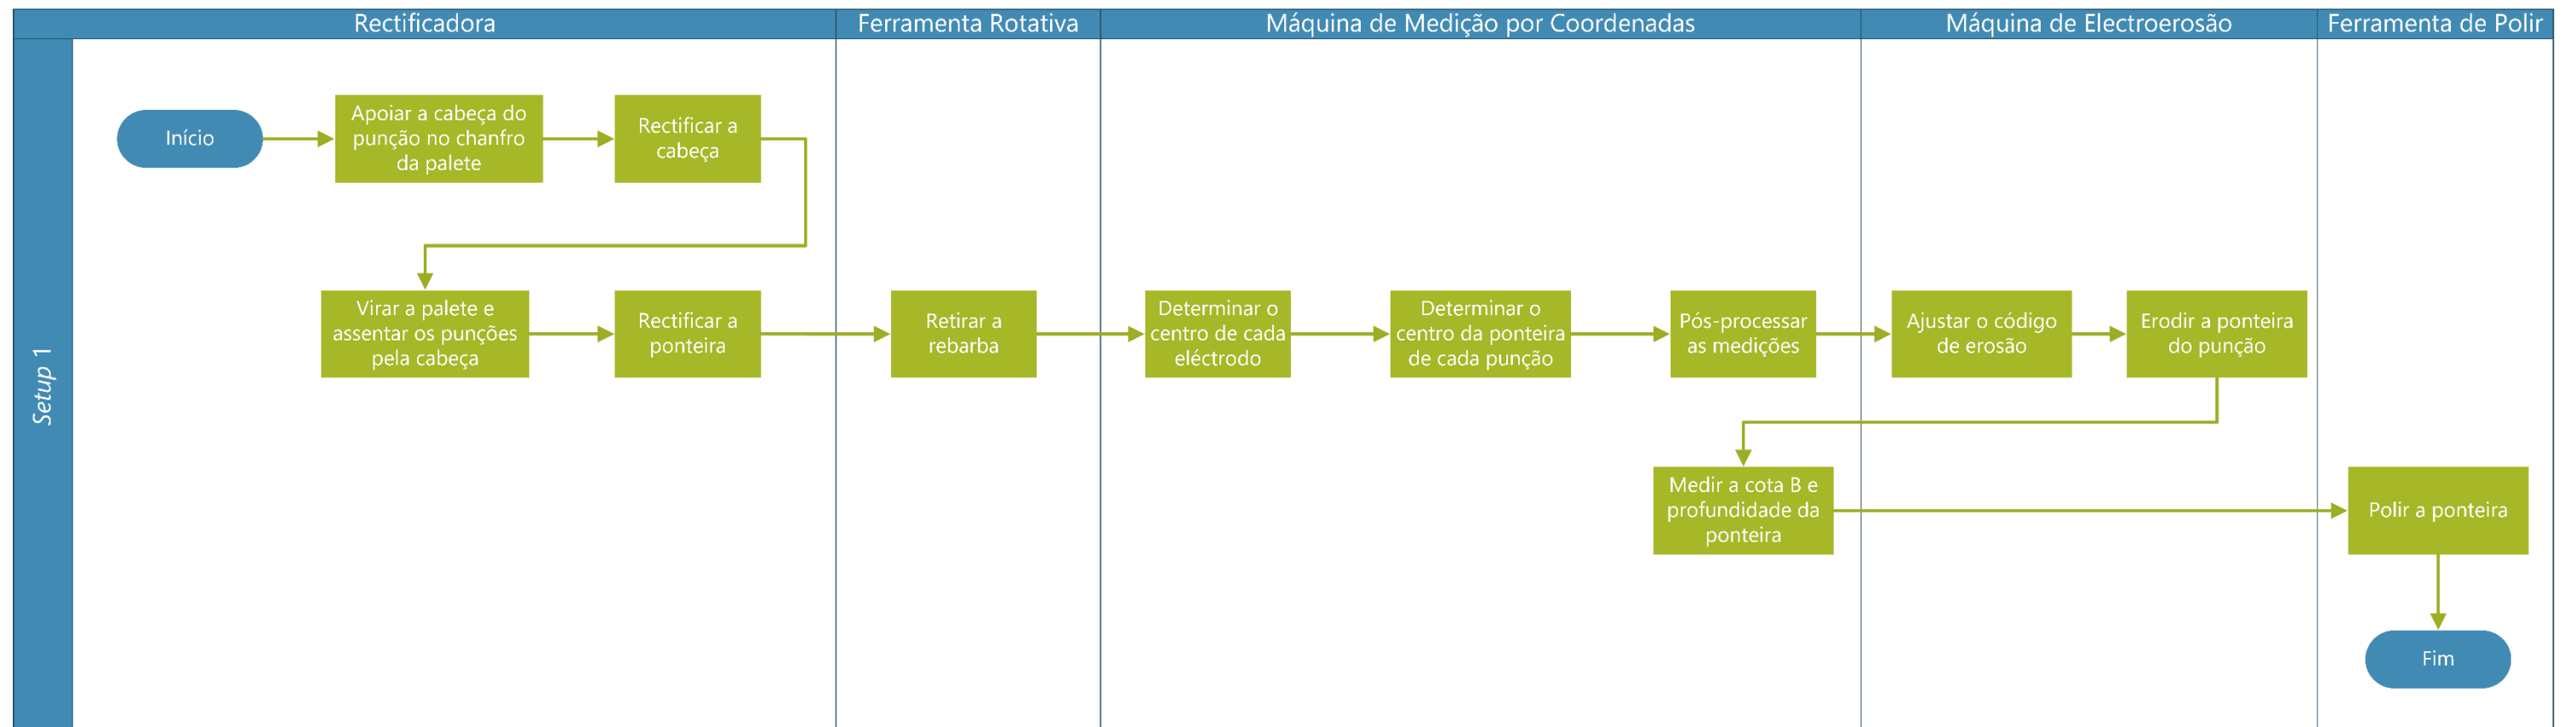 Rectificadora
Ferramenta Rotativa
Máquina de Medição por Coordenadas
Máquina de Electroerosão
Ferramenta de Polir
Setup 1
Início
Apoiar a cabeça do
punção no chanfro
da palete
Rectificar a
cabeça
Virar a palete e
assentar os punções
pela cabeça
Rectificar a
ponteira
Retirar a
rebarba
Determinar o
centro de cada
eléctrodo
Determinar o
centro da ponteira
de cada punção
Pós-processar
as medições
Ajustar o código
de erosão
Erodir a ponteira
do punção
Medir a cota B e
profundidade da
ponteira
Polir a ponteira
Fim